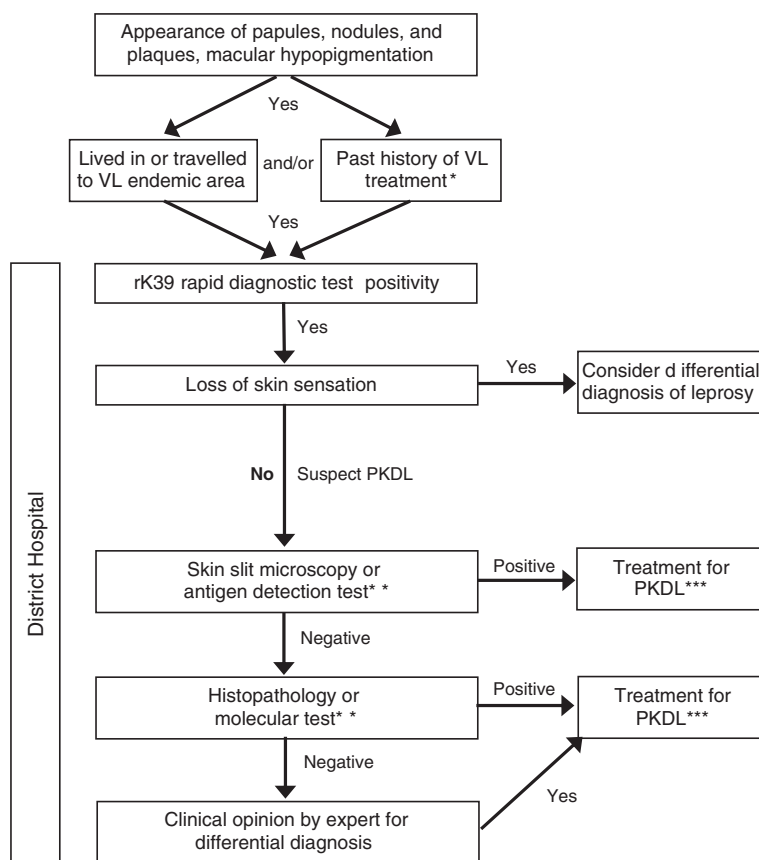 Appearance of papules, nodules, and
plaques, macular hypopigmentation
Yes
Lived in or travelled
to VL endemic area
and/or
Past history of VL
treatment*
Yes
District Hospital
rK39 rapid diagnostic test positivity
Yes
Loss of skin sensation
Yes
Consider d ifferential
diagnosis of leprosy
No Suspect PKDL
Skin slit microscopy or
antigen detection test* *
Positive
Treatment for
PKDL***
Negative
Histopathology or
molecular test* *
Positive
Treatment for
PKDL***
Negative
Clinical opinion by expert for
differential diagnosis
Yes